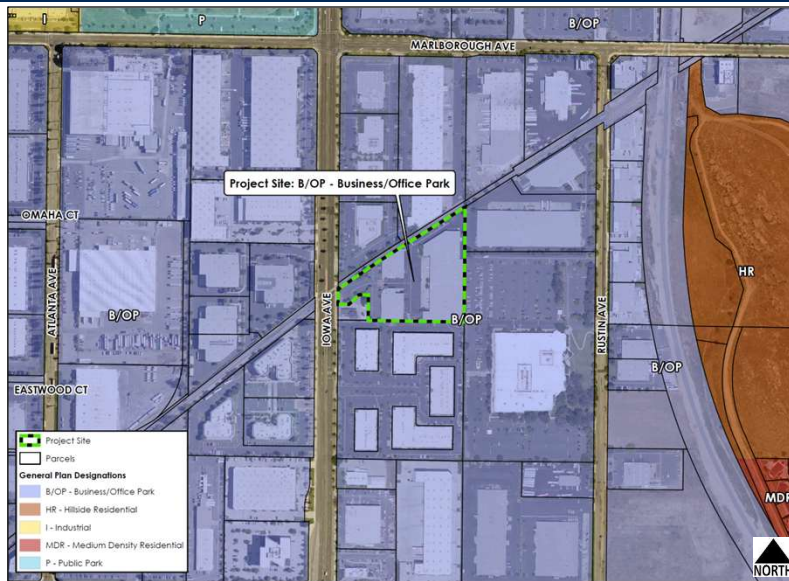 I
P
B/OP
MARLBOROUGH AVE
Project Site: B/OP - Business/Office Park
OMAHA CT
ATLANTA AVE
IOWA AVE
RUSTIN AVE
HR
B/OP
B/OP
B/OP
EASTWOOD CT
MDR
Project Site
Parcels
General Plan Designations
B/OP - Business/Office Park
HR - Hillside Residential
I - Industrial
MDR - Medium Density Residential
P - Public Park
NORTH